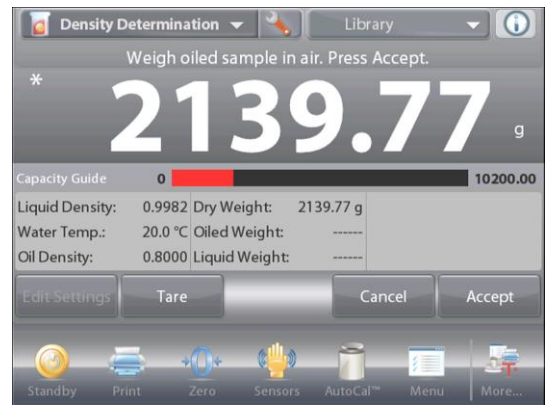 Density Determination Library
Weigh oiled sample in air. Press Accept.
* 2139.77 g
Capacity Guide 0 10200.00
Liquid Density: 0.9982 Dry Weight: 2139.77 g
Water Temp.: 20.0 °C Oiled Weight: ------
Oil Density: 0.8000 Liquid Weight: ------
Edit Settings Tare Cancel Accept
Standby Print Zero Sensors AutoCal™ Menu More...